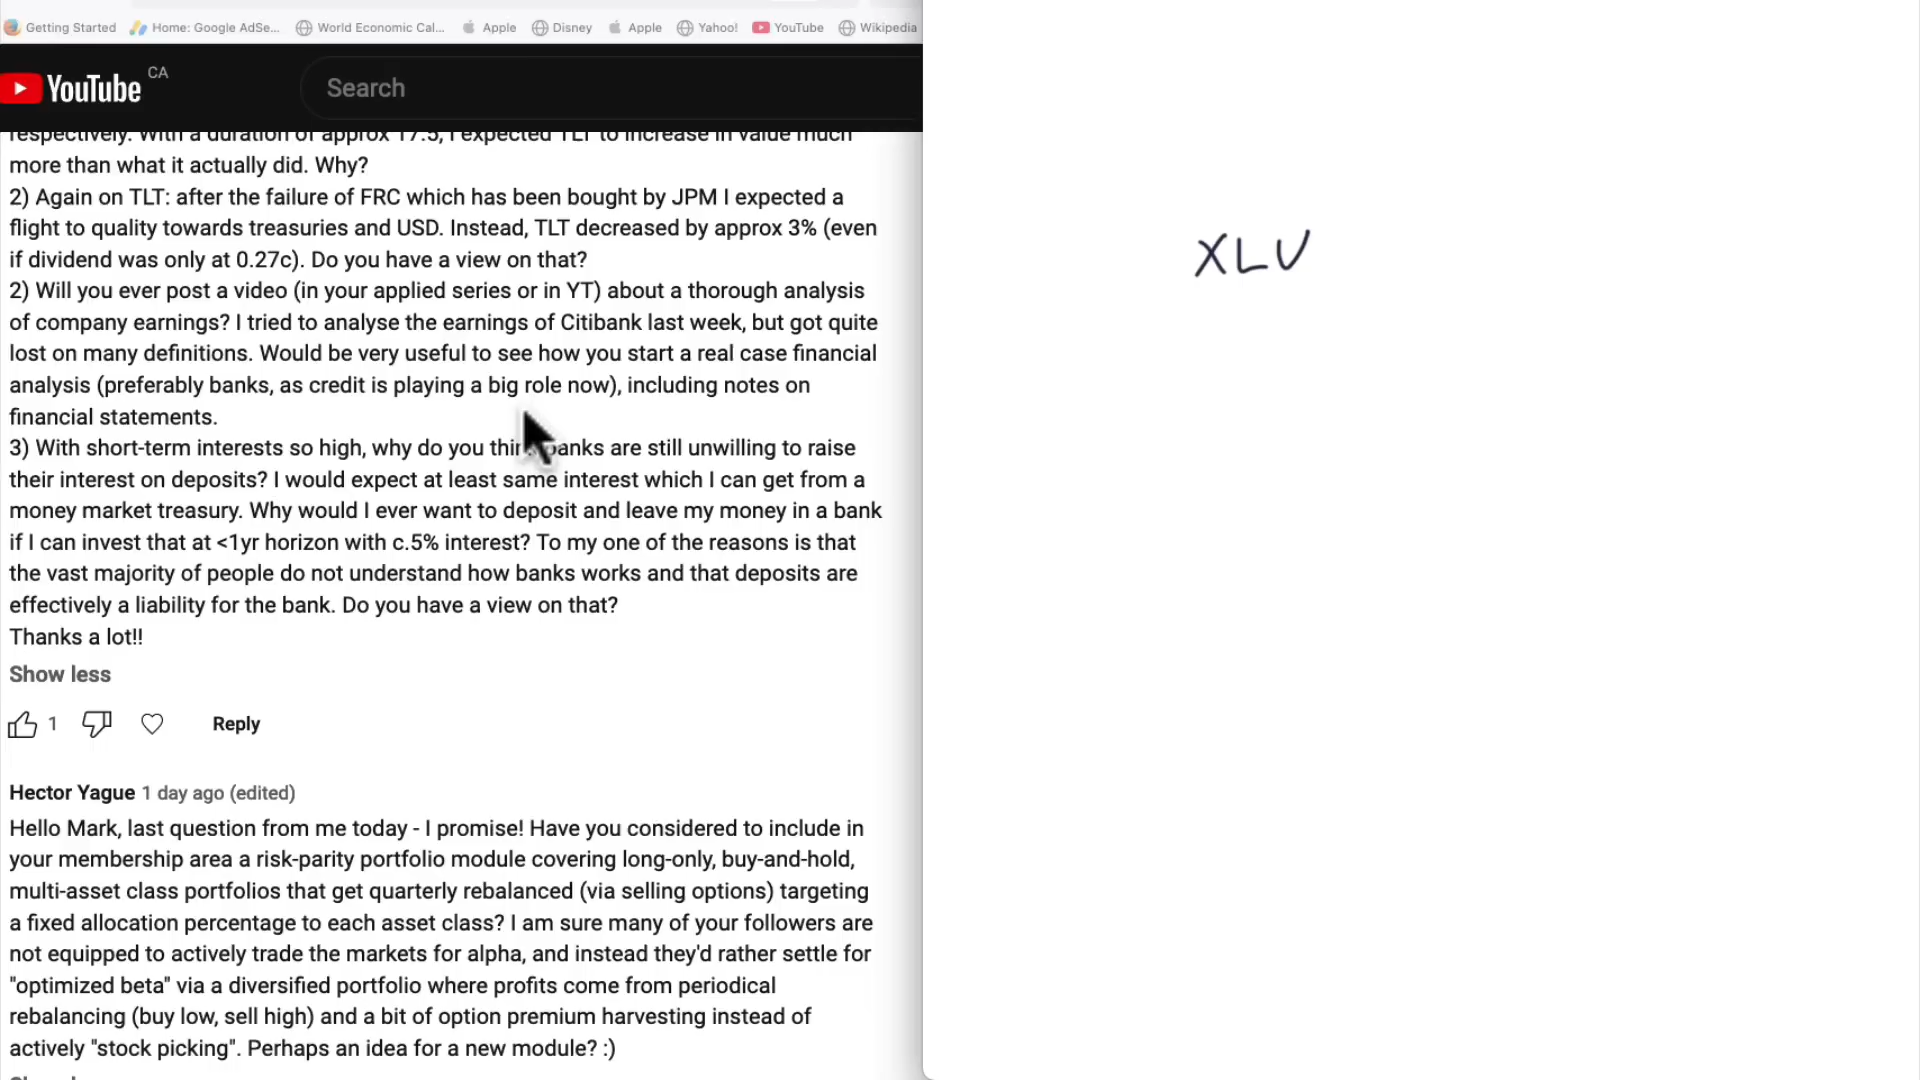 Getting Started
Home: Google AdSe...
World Economic Cal...
Apple
Disney
Apple
Yahoo!
YouTube
Wikipedia
YouTube CA
Search
respectively. With a duration of approx 17.5, I expected TLT to increase in value much
more than what it actually did. Why?
2) Again on TLT: after the failure of FRC which has been bought by JPM I expected a
flight to quality towards treasuries and USD. Instead, TLT decreased by approx 3% (even
if dividend was only at 0.27c). Do you have a view on that?
2) Will you ever post a video (in your applied series or in YT) about a thorough analysis
of company earnings? I tried to analyse the earnings of Citibank last week, but got quite
lost on many definitions. Would be very useful to see how you start a real case financial
analysis (preferably banks, as credit is playing a big role now), including notes on
financial statements.
3) With short-term interests so high, why do you think banks are still unwilling to raise
their interest on deposits? I would expect at least same interest which I can get from a
money market treasury. Why would I ever want to deposit and leave my money in a bank
if I can invest that at <1yr horizon with c.5% interest? To my one of the reasons is that
the vast majority of people do not understand how banks works and that deposits are
effectively a liability for the bank. Do you have a view on that?
Thanks a lot!!
Show less
1
Reply
Hector Yague 1 day ago (edited)
Hello Mark, last question from me today - I promise! Have you considered to include in
your membership area a risk-parity portfolio module covering long-only, buy-and-hold,
multi-asset class portfolios that get quarterly rebalanced (via selling options) targeting
a fixed allocation percentage to each asset class? I am sure many of your followers are
not equipped to actively trade the markets for alpha, and instead they'd rather settle for
"optimized beta" via a diversified portfolio where profits come from periodical
rebalancing (buy low, sell high) and a bit of option premium harvesting instead of
actively "stock picking". Perhaps an idea for a new module? :)
XLU